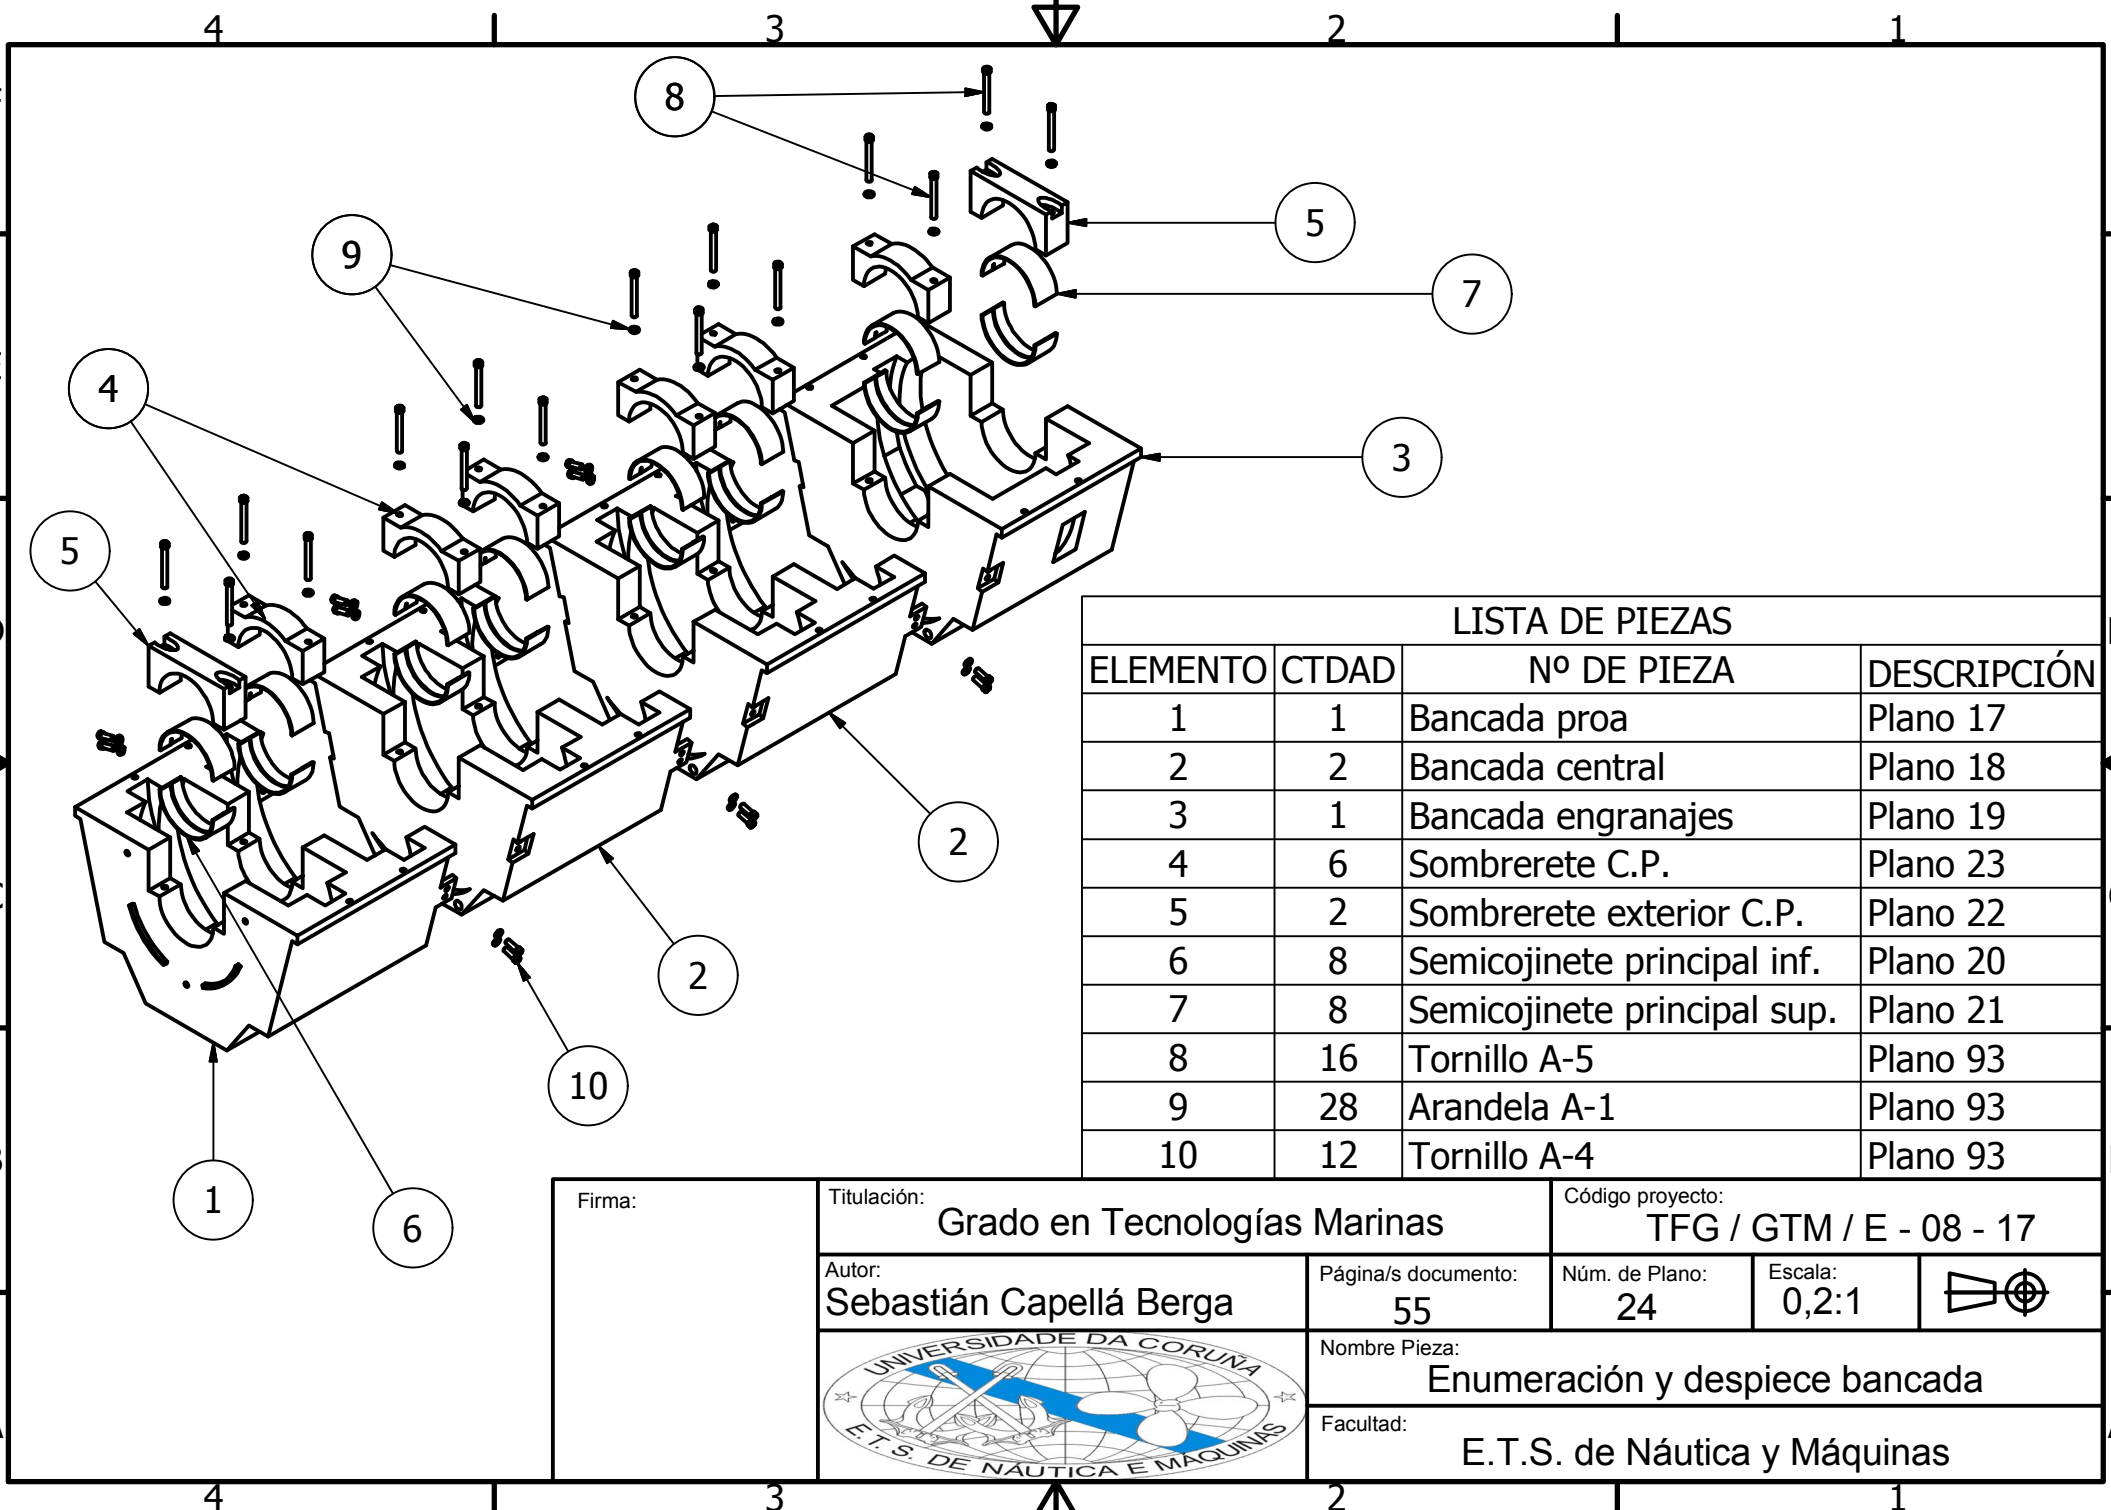 4 3 2 1
8
5
9
7
4
3
5
2
2
10
1
6
LISTA DE PIEZAS
ELEMENTO CTDAD Nº DE PIEZA DESCRIPCIÓN
1 1 Bancada proa Plano 17
2 2 Bancada central Plano 18
3 1 Bancada engranajes Plano 19
4 6 Sombrerete C.P. Plano 23
5 2 Sombrerete exterior C.P. Plano 22
6 8 Semicojinete principal inf. Plano 20
7 8 Semicojinete principal sup. Plano 21
8 16 Tornillo A-5 Plano 93
9 28 Arandela A-1 Plano 93
10 12 Tornillo A-4 Plano 93
Firma:
Titulación:
Grado en Tecnologías Marinas
Código proyecto:
TFG / GTM / E - 08 - 17
Autor:
Sebastián Capellá Berga
Página/s documento:
55
Núm. de Plano:
24
Escala:
0,2:1
UNIVERSIDADE DA CORUÑA
E.T.S. DE NÁUTICA E MÁQUINAS
Nombre Pieza:
Enumeración y despiece bancada
Facultad:
E.T.S. de Náutica y Máquinas
4 3 2 1